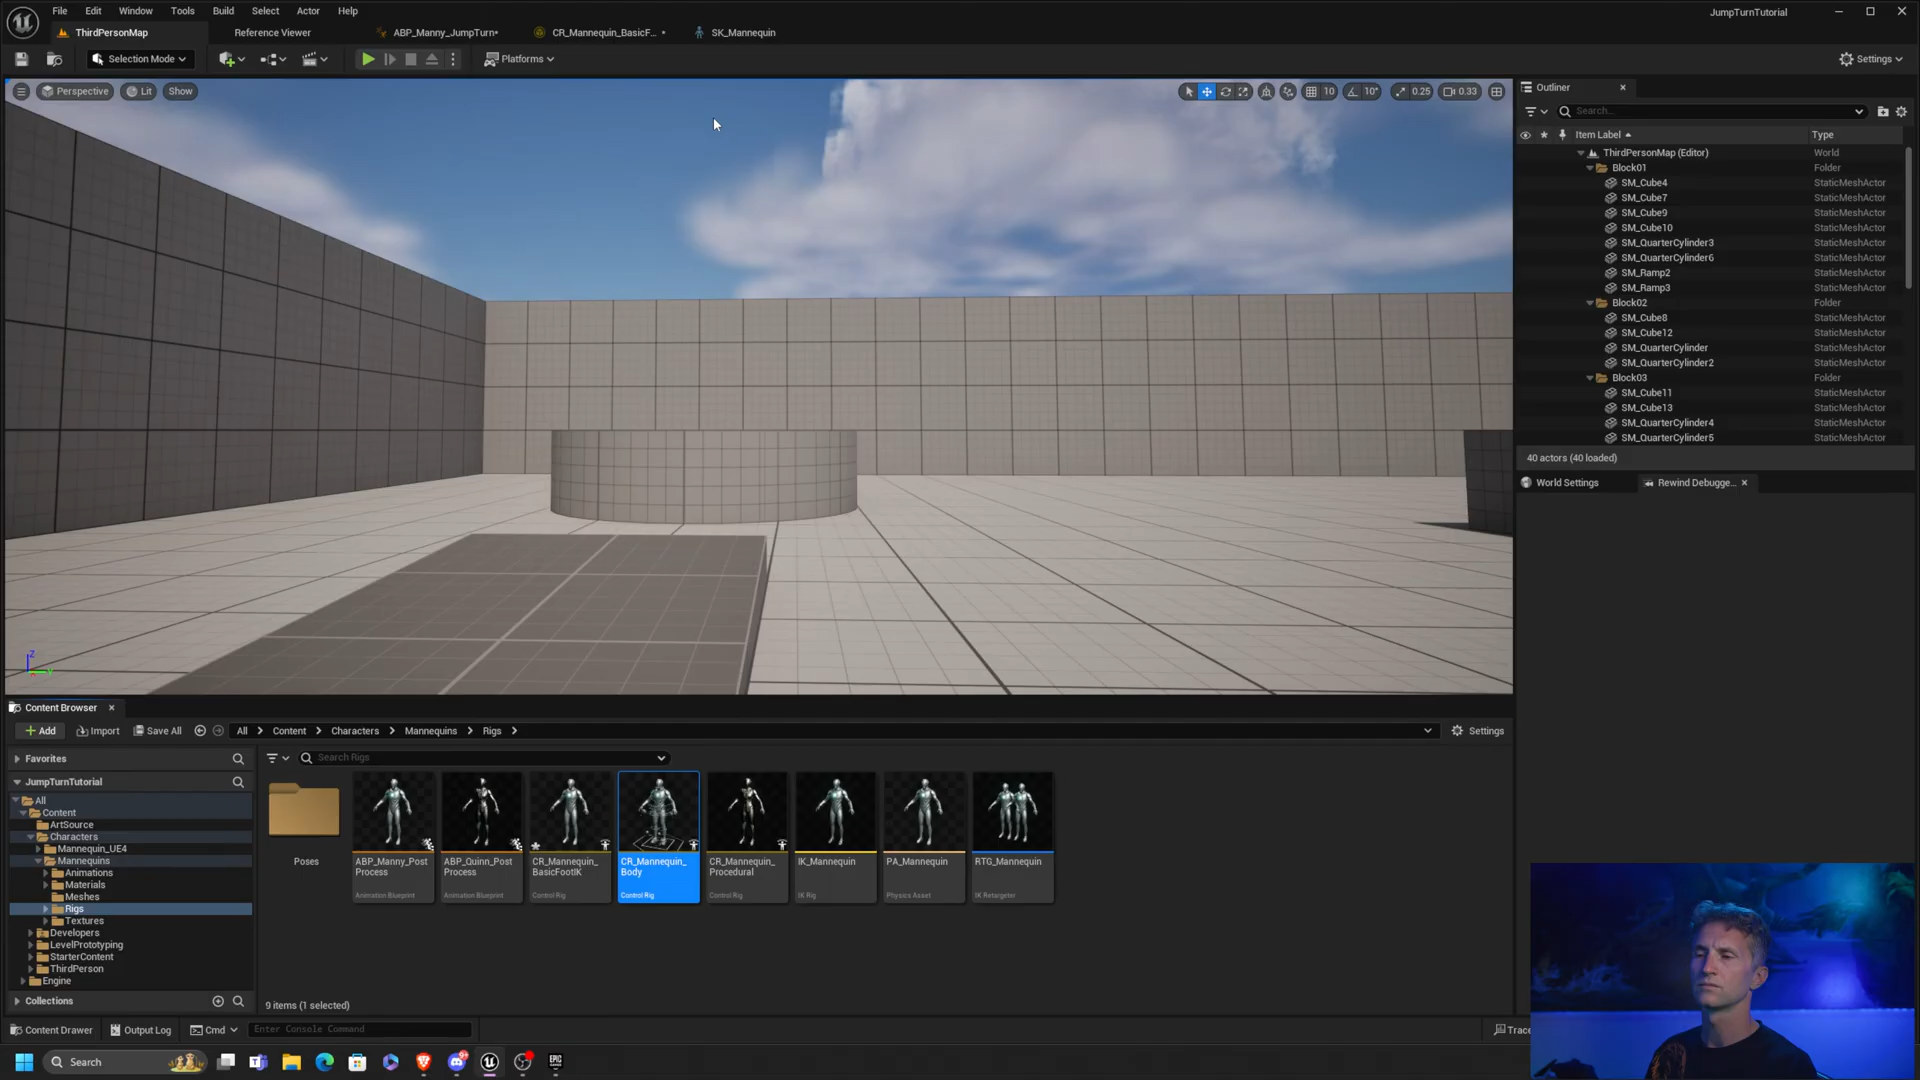 File Edit Window Tools Build Select Actor Help
JumpTurnTutorial
ThirdPersonMap
Reference Viewer
ABP_Manny_JumpTurn•
CR_Mannequin_BasicF... •
SK_Mannequin
Selection Mode
Platforms
Settings
Perspective
Lit
Show
10
10°
0.25
0.33
Outliner
Search...
Item Label
Type
ThirdPersonMap (Editor) World
Block01 Folder
SM_Cube4 StaticMeshActor
SM_Cube7 StaticMeshActor
SM_Cube9 StaticMeshActor
SM_Cube10 StaticMeshActor
SM_QuarterCylinder3 StaticMeshActor
SM_QuarterCylinder6 StaticMeshActor
SM_Ramp2 StaticMeshActor
SM_Ramp3 StaticMeshActor
Block02 Folder
SM_Cube8 StaticMeshActor
SM_Cube12 StaticMeshActor
SM_QuarterCylinder StaticMeshActor
SM_QuarterCylinder2 StaticMeshActor
Block03 Folder
SM_Cube11 StaticMeshActor
SM_Cube13 StaticMeshActor
SM_QuarterCylinder4 StaticMeshActor
SM_QuarterCylinder5 StaticMeshActor
40 actors (40 loaded)
World Settings
Rewind Debugge...
Z
Y
Content Browser
Add
Import
Save All
All > Content > Characters > Mannequins > Rigs >
Settings
Favorites
Search Rigs
JumpTurnTutorial
All
Content
ArtSource
Characters
Mannequin_UE4
Mannequins
Animations
Materials
Meshes
Rigs
Textures
Developers
LevelPrototyping
StarterContent
ThirdPerson
Engine
Collections
Poses
ABP_Manny_Post
Process
Animation Blueprint
ABP_Quinn_Post
Process
Animation Blueprint
CR_Mannequin_
BasicFootIK
Control Rig
CR_Mannequin_
Body
Control Rig
CR_Mannequin_
Procedural
Control Rig
IK_Mannequin
IK Rig
PA_Mannequin
Physics Asset
RTG_Mannequin
IK Retargeter
9 items (1 selected)
Content Drawer
Output Log
Cmd
Enter Console Command
Trace
Search
EPIC